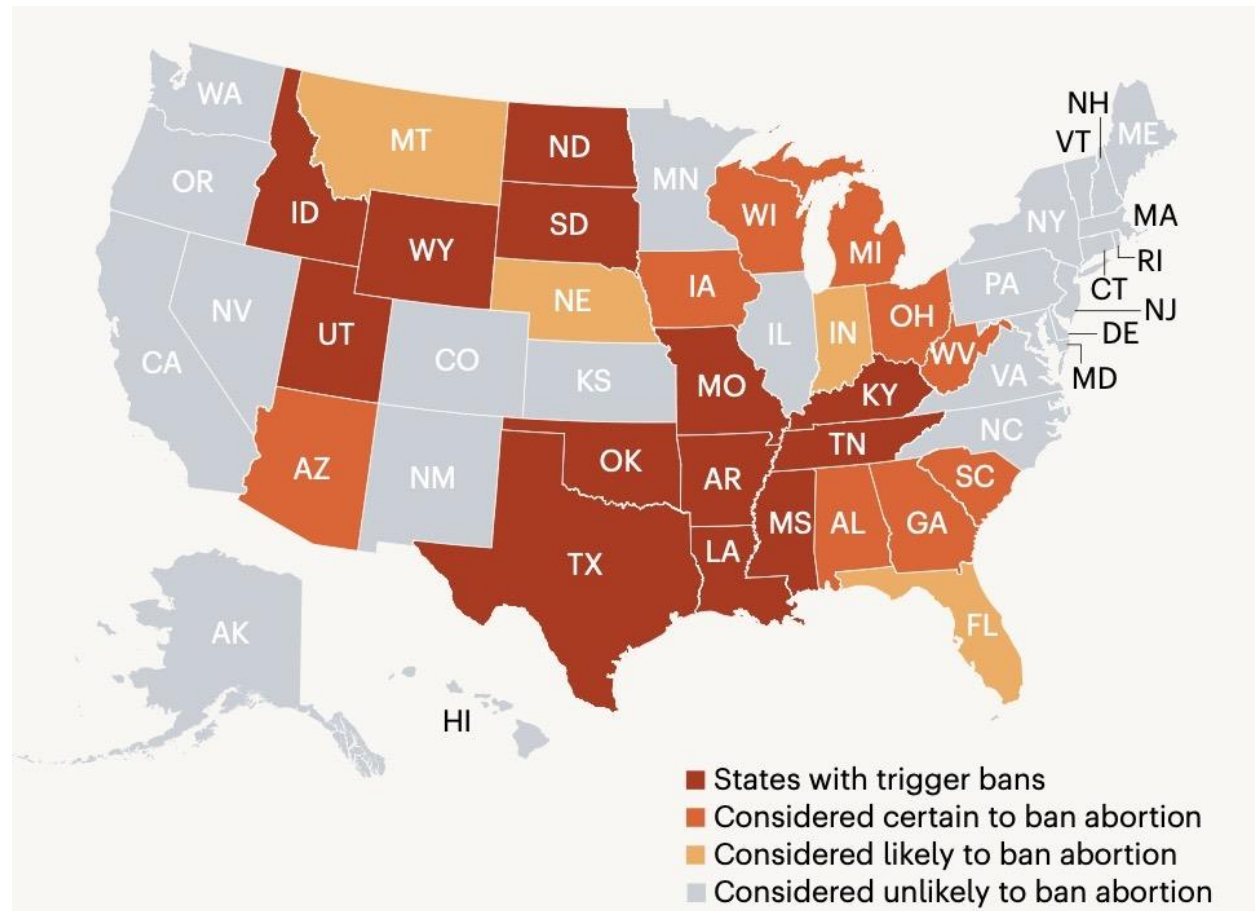 WA
MT
ND
MN
ID
OR
SD
WY
WI
MI
NH
VT
ME
NY
MA
RI
CT
NJ
DE
MD
PA
NE
IA
NV
UT
CO
CA
KS
MO
IL
IN
OH
WV
KY
VA
NC
TN
AZ
NM
OK
AR
SC
MS
AL
GA
LA
TX
FL
AK
HI
States with trigger bans
Considered certain to ban abortion
Considered likely to ban abortion
Considered unlikely to ban abortion